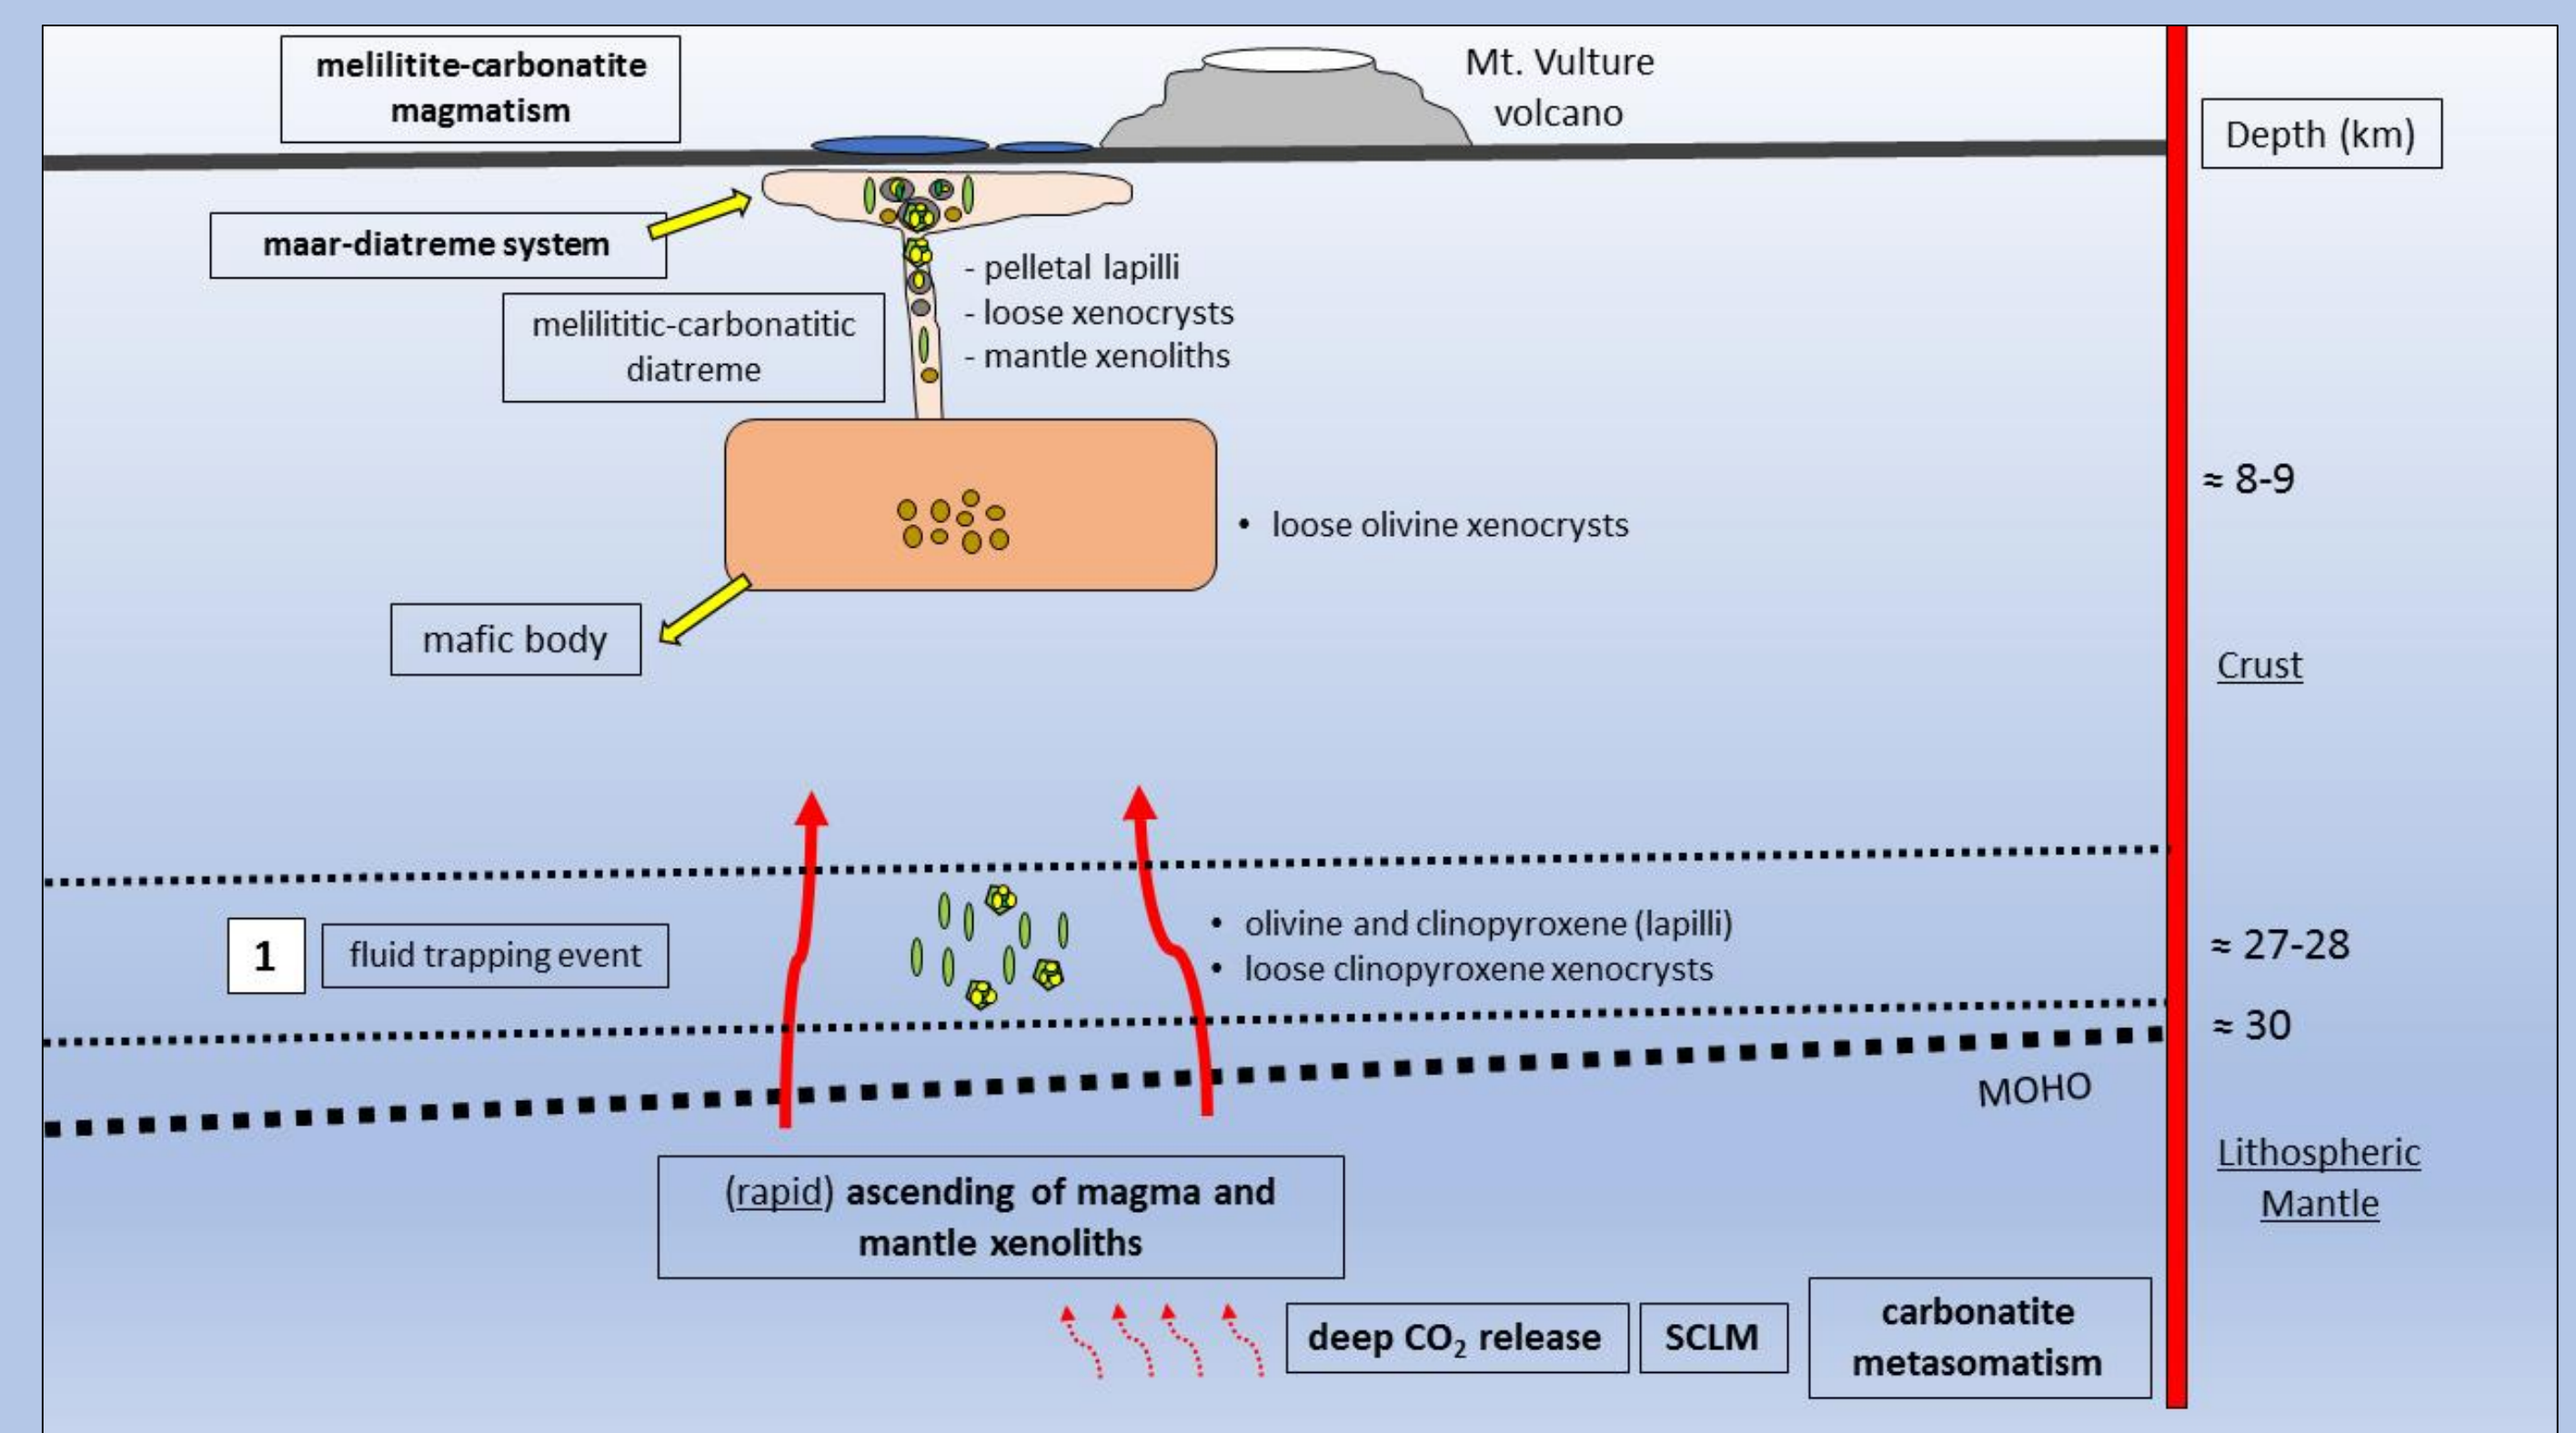 melilitite-carbonatite
magmatism
Mt. Vulture
volcano
Depth (km)
maar-diatreme system
- pelletal lapilli
- loose xenocrysts
- mantle xenoliths
melilititic-carbonatitic
diatreme
≈ 8-9
• loose olivine xenocrysts
mafic body
Crust
1
fluid trapping event
• olivine and clinopyroxene (lapilli)
• loose clinopyroxene xenocrysts
≈ 27-28
≈ 30
MOHO
Lithospheric
Mantle
(rapid) ascending of magma and
mantle xenoliths
deep CO₂ release
SCLM
carbonatite
metasomatism